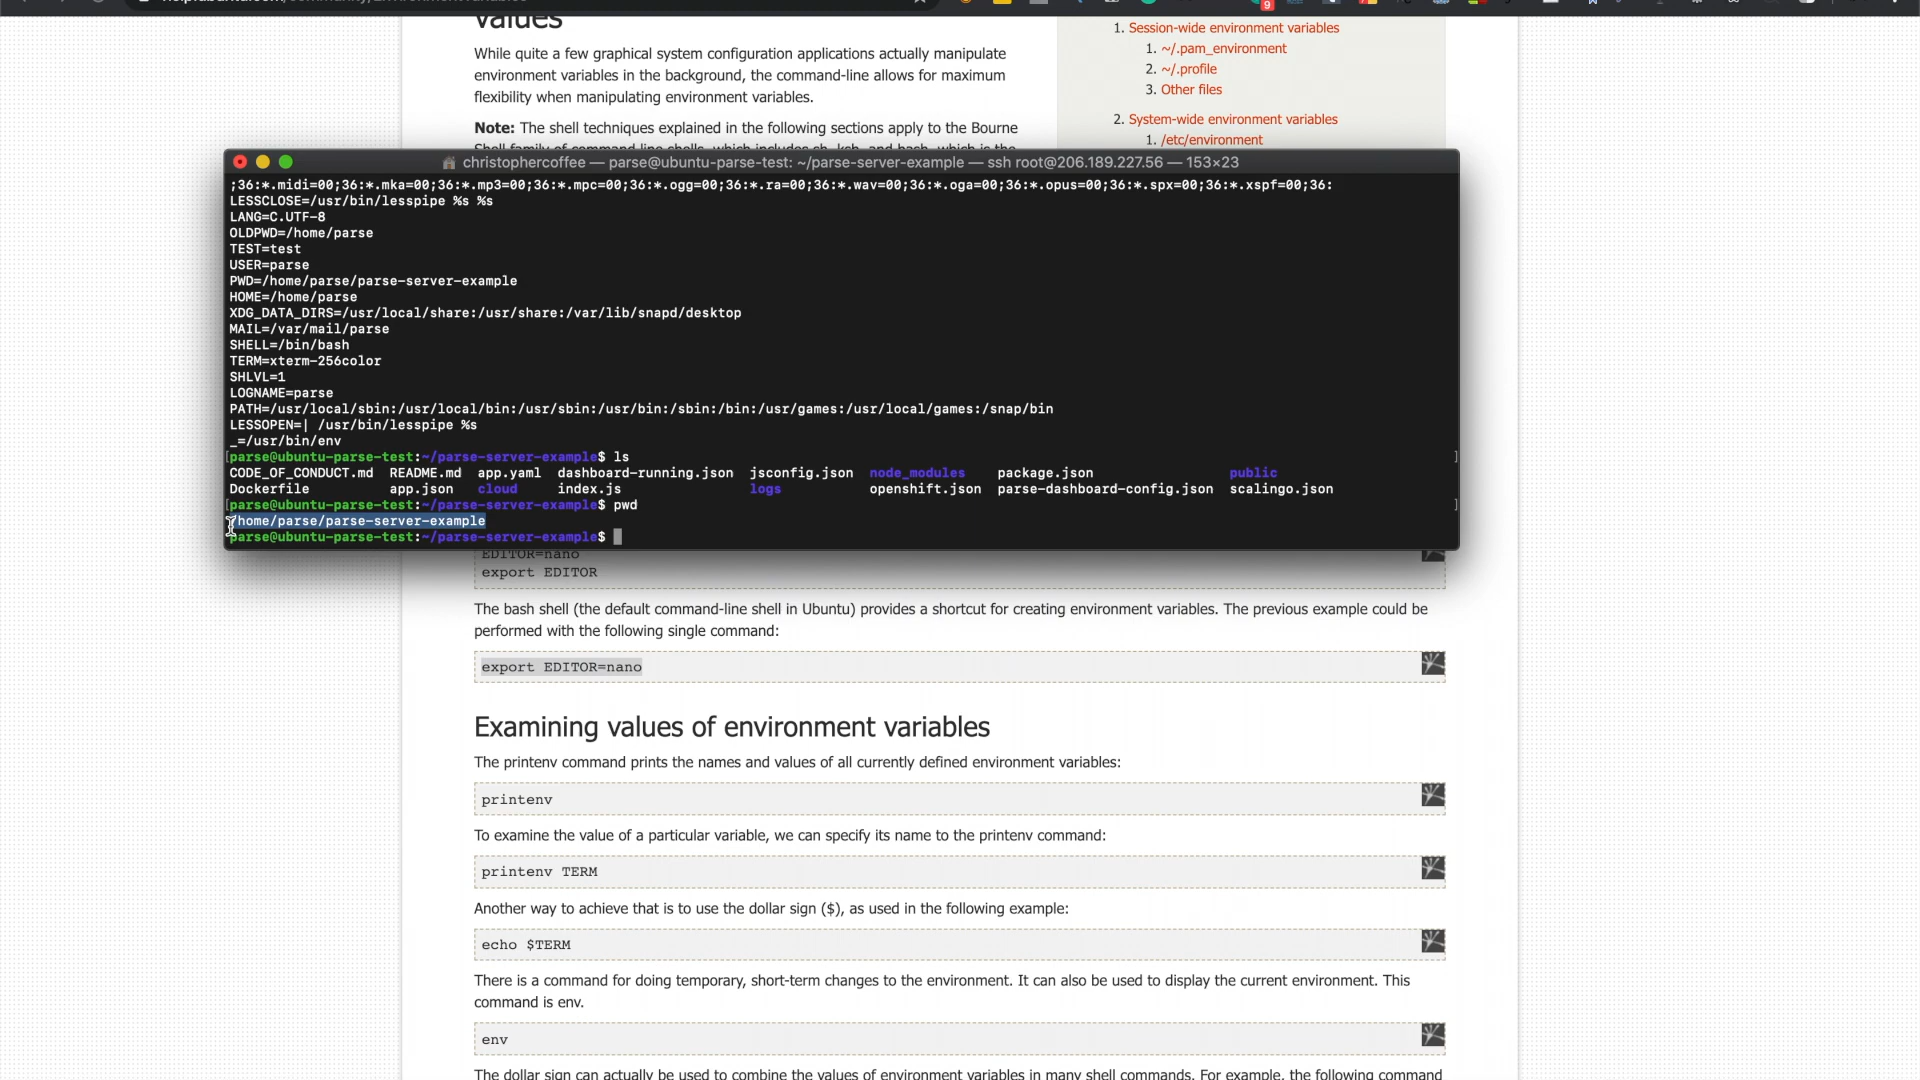 values
While quite a few graphical system configuration applications actually manipulate
environment variables in the background, the command-line allows for maximum
flexibility when manipulating environment variables.
Note: The shell techniques explained in the following sections apply to the Bourne
1. Session-wide environment variables
1. ~/.pam_environment
2. ~/.profile
3. Other files
2. System-wide environment variables
1. /etc/environment
9
christophercoffee — parse@ubuntu-parse-test: ~/parse-server-example — ssh root@206.189.227.56 — 153×23
;36:*.midi=00;36:*.mka=00;36:*.mp3=00;36:*.mpc=00;36:*.ogg=00;36:*.ra=00;36:*.wav=00;36:*.oga=00;36:*.opus=00;36:*.spx=00;36:*.xspf=00;36:
LESSCLOSE=/usr/bin/lesspipe %s %s
LANG=C.UTF-8
OLDPWD=/home/parse
TEST=test
USER=parse
PWD=/home/parse/parse-server-example
HOME=/home/parse
XDG_DATA_DIRS=/usr/local/share:/usr/share:/var/lib/snapd/desktop
MAIL=/var/mail/parse
SHELL=/bin/bash
TERM=xterm-256color
SHLVL=1
LOGNAME=parse
PATH=/usr/local/sbin:/usr/local/bin:/usr/sbin:/usr/bin:/sbin:/bin:/usr/games:/usr/local/games:/snap/bin
LESSOPEN=| /usr/bin/lesspipe %s
_=/usr/bin/env
[parse@ubuntu-parse-test:~/parse-server-example$ ls ]
CODE_OF_CONDUCT.md README.md app.yaml dashboard-running.json jsconfig.json node_modules package.json public
Dockerfile app.json cloud index.js logs openshift.json parse-dashboard-config.json scalingo.json
[parse@ubuntu-parse-test:~/parse-server-example$ pwd ]
/home/parse/parse-server-example
parse@ubuntu-parse-test:~/parse-server-example$
EDITOR=nano
export EDITOR
The bash shell (the default command-line shell in Ubuntu) provides a shortcut for creating environment variables. The previous example could be
performed with the following single command:
export EDITOR=nano
Examining values of environment variables
The printenv command prints the names and values of all currently defined environment variables:
printenv
To examine the value of a particular variable, we can specify its name to the printenv command:
printenv TERM
Another way to achieve that is to use the dollar sign ($), as used in the following example:
echo $TERM
There is a command for doing temporary, short-term changes to the environment. It can also be used to display the current environment. This
command is env.
env
The dollar sign can actually be used to combine the values of environment variables in many shell commands. For example, the following command